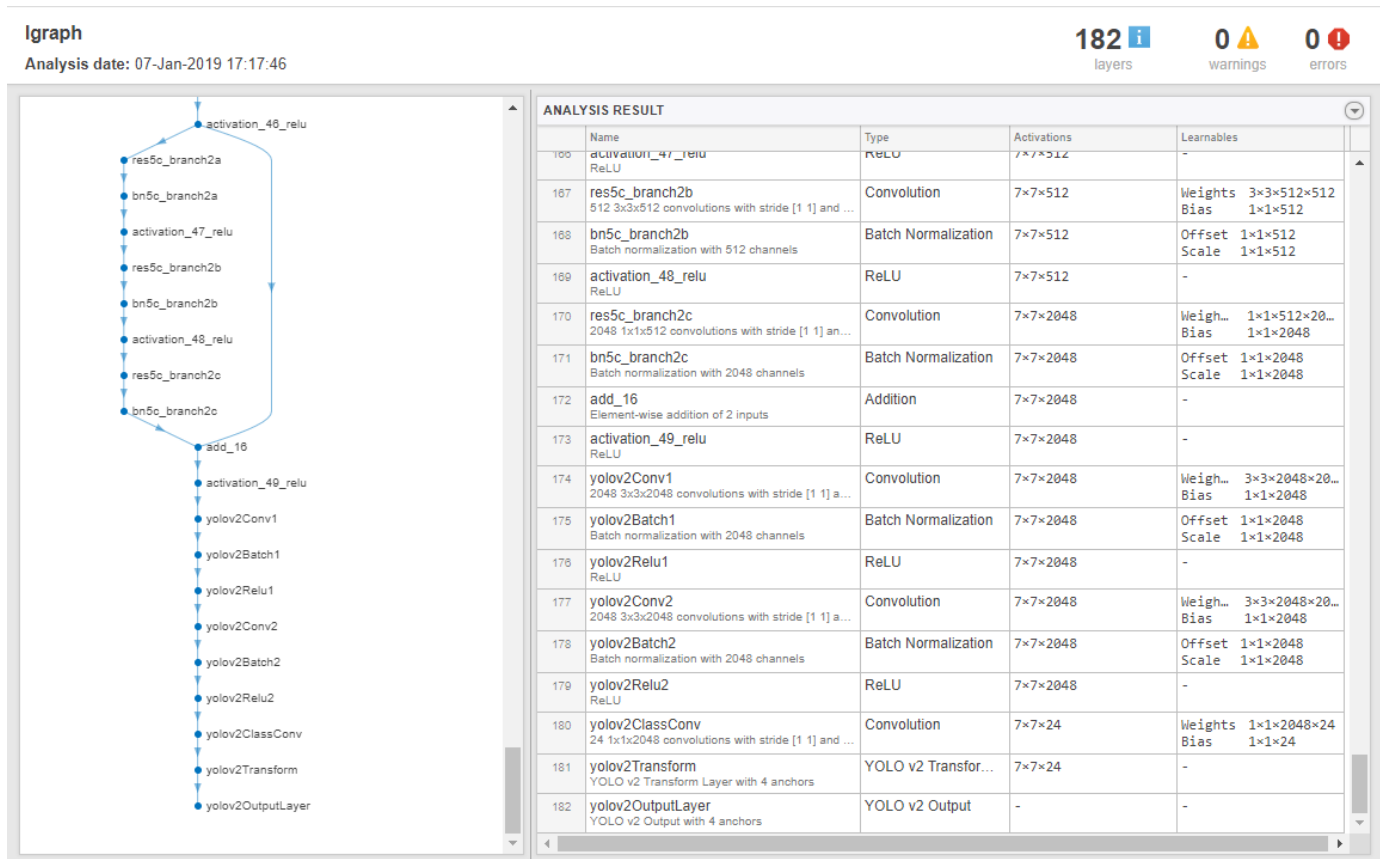 lgraph
Analysis date: 07-Jan-2019 17:17:46
182 i
layers
0
warnings
0
errors
activation_46_relu
res5c_branch2a
bn5c_branch2a
activation_47_relu
res5c_branch2b
bn5c_branch2b
activation_48_relu
res5c_branch2c
bn5c_branch2c
add_16
activation_49_relu
yolov2Conv1
yolov2Batch1
yolov2Relu1
yolov2Conv2
yolov2Batch2
yolov2Relu2
yolov2ClassConv
yolov2Transform
yolov2OutputLayer
ANALYSIS RESULT
Name Type Activations Learnables
166 activation_47_relu ReLU 7×7×512 -
ReLU
167 res5c_branch2b Convolution 7×7×512 Weights 3×3×512×512
512 3x3x512 convolutions with stride [1 1] and ... Bias 1×1×512
168 bn5c_branch2b Batch Normalization 7×7×512 Offset 1×1×512
Batch normalization with 512 channels Scale 1×1×512
169 activation_48_relu ReLU 7×7×512 -
ReLU
170 res5c_branch2c Convolution 7×7×2048 Weigh… 1×1×512×20…
2048 1x1x512 convolutions with stride [1 1] an... Bias 1×1×2048
171 bn5c_branch2c Batch Normalization 7×7×2048 Offset 1×1×2048
Batch normalization with 2048 channels Scale 1×1×2048
172 add_16 Addition 7×7×2048 -
Element-wise addition of 2 inputs
173 activation_49_relu ReLU 7×7×2048 -
ReLU
174 yolov2Conv1 Convolution 7×7×2048 Weigh… 3×3×2048×20…
2048 3x3x2048 convolutions with stride [1 1] a... Bias 1×1×2048
175 yolov2Batch1 Batch Normalization 7×7×2048 Offset 1×1×2048
Batch normalization with 2048 channels Scale 1×1×2048
176 yolov2Relu1 ReLU 7×7×2048 -
ReLU
177 yolov2Conv2 Convolution 7×7×2048 Weigh… 3×3×2048×20…
2048 3x3x2048 convolutions with stride [1 1] a... Bias 1×1×2048
178 yolov2Batch2 Batch Normalization 7×7×2048 Offset 1×1×2048
Batch normalization with 2048 channels Scale 1×1×2048
179 yolov2Relu2 ReLU 7×7×2048 -
ReLU
180 yolov2ClassConv Convolution 7×7×24 Weights 1×1×2048×24
24 1x1x2048 convolutions with stride [1 1] and ... Bias 1×1×24
181 yolov2Transform YOLO v2 Transfor... 7×7×24 -
YOLO v2 Transform Layer with 4 anchors
182 yolov2OutputLayer YOLO v2 Output - -
YOLO v2 Output with 4 anchors